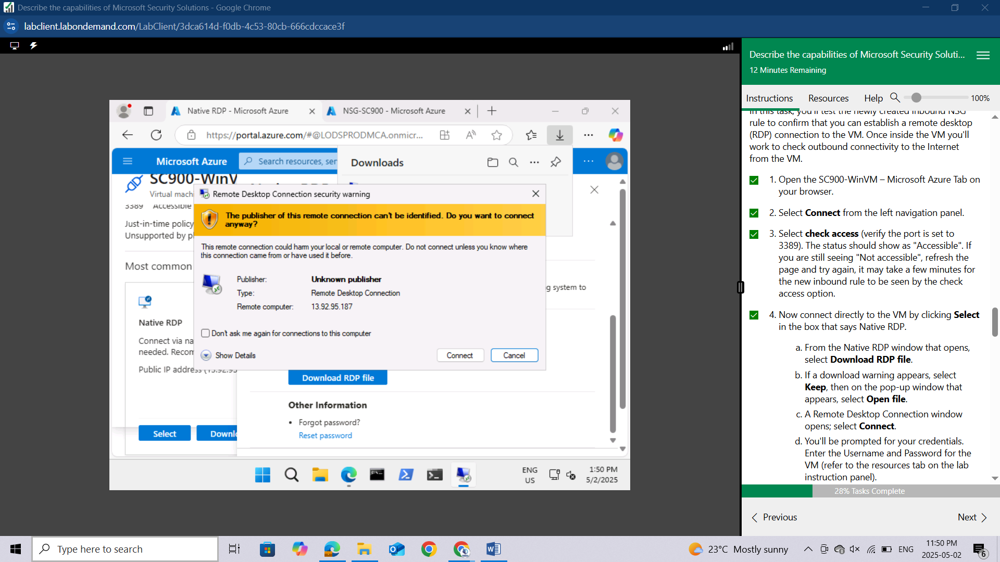 Describe the capabilities of Microsoft Security Solutions - Google Chrome
labclient.labondemand.com/LabClient/3dca614d-f0db-4c53-80cb-666cdccace3f
Native RDP - Microsoft Azure
NSG-SC900 - Microsoft Azure
https://portal.azure.com/#@LODSPRODMCA.onmicr...
Microsoft Azure
Search resources, ser
Downloads
SC900-WinV
Virtual machi
3389 Accessible
Just-in-time policy
Unsupported by p
Most common
Native RDP
Connect via na
needed. Recom
Public IP address (13.92.95
Select
Downl
Remote Desktop Connection security warning
The publisher of this remote connection can't be identified. Do you want to connect
anyway?
This remote connection could harm your local or remote computer. Do not connect unless you know where
this connection came from or have used it before.
Publisher: Unknown publisher
Type: Remote Desktop Connection
Remote computer: 13.92.95.187
Don't ask me again for connections to this computer
Show Details
Connect
Cancel
g system to
Download RDP file
Other Information
• Forgot password?
Reset password
ENG
US
1:50 PM
5/2/2025
Describe the capabilities of Microsoft Security Soluti...
12 Minutes Remaining
Instructions
Resources
Help
100%
In this task, you'll test the newly created inbound NSG
rule to confirm that you can establish a remote desktop
(RDP) connection to the VM. Once inside the VM you'll
work to check outbound connectivity to the Internet
from the VM.
1. Open the SC900-WinVM – Microsoft Azure Tab on
your browser.
2. Select Connect from the left navigation panel.
3. Select check access (verify the port is set to
3389). The status should show as "Accessible". If
you are still seeing "Not accessible", refresh the
page and try again, it may take a few minutes for
the new inbound rule to be seen by the check
access option.
4. Now connect directly to the VM by clicking Select
in the box that says Native RDP.
a. From the Native RDP window that opens,
select Download RDP file.
b. If a download warning appears, select
Keep, then on the pop-up window that
appears, select Open file.
c. A Remote Desktop Connection window
opens; select Connect.
d. You'll be prompted for your credentials.
Enter the Username and Password for the
VM (refer to the resources tab on the lab
instruction panel).
28% Tasks Complete
Previous
Next
Type here to search
23°C Mostly sunny
ENG
11:50 PM
2025-05-02
6